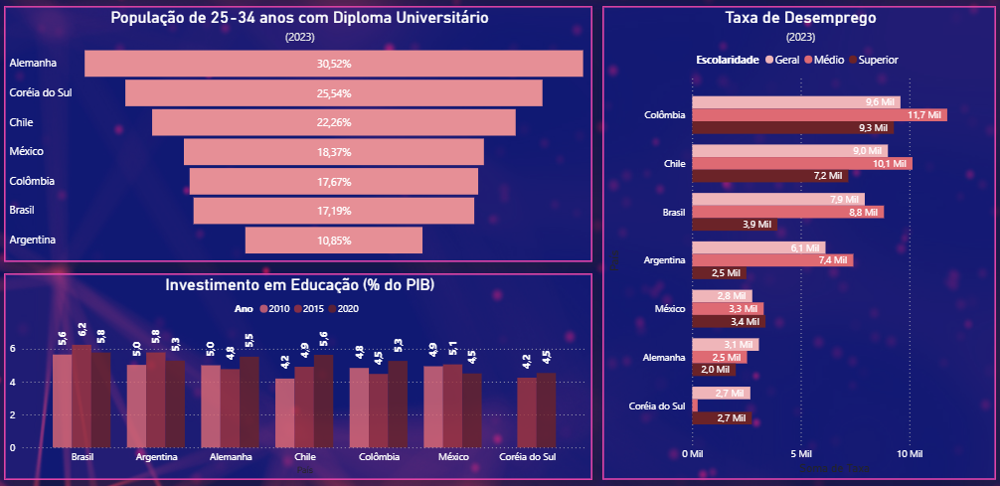 População de 25-34 anos com Diploma Universitário
(2023)
Alemanha 30,52%
Coréia do Sul 25,54%
Chile 22,26%
México 18,37%
Colômbia 17,67%
Brasil 17,19%
Argentina 10,85%
Investimento em Educação (% do PIB)
Ano 2010 2015 2020
6
4
2
0
5,6 6,2 5,8
5,0 5,8 5,3
5,0 4,8 5,5
4,2 4,9 5,6
4,8 4,5 5,3
4,9 5,1 4,5
4,2 4,5
Brasil Argentina Alemanha Chile Colômbia México Coréia do Sul
Taxa de Desemprego
(2023)
Escolaridade Geral Médio Superior
Colômbia 9,6 Mil 11,7 Mil 9,3 Mil
Chile 9,0 Mil 10,1 Mil 7,2 Mil
Brasil 7,9 Mil 8,8 Mil 3,9 Mil
Argentina 6,1 Mil 7,4 Mil 2,5 Mil
México 2,8 Mil 3,3 Mil 3,4 Mil
Alemanha 3,1 Mil 2,5 Mil 2,0 Mil
Coréia do Sul 2,7 Mil 2,7 Mil
0 Mil 5 Mil 10 Mil